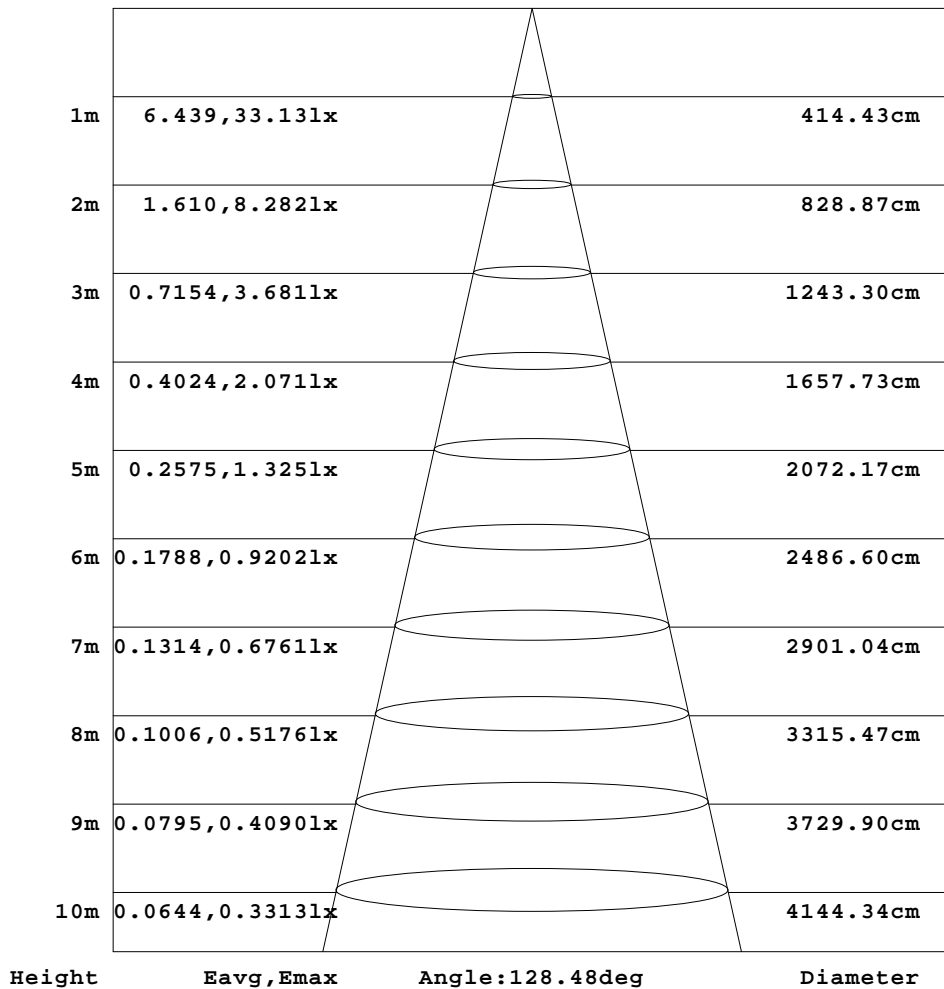 1m 6.439,33.13lx 414.43cm
2m 1.610,8.282lx 828.87cm
3m 0.7154,3.681lx 1243.30cm
4m 0.4024,2.071lx 1657.73cm
5m 0.2575,1.325lx 2072.17cm
6m 0.1788,0.9202lx 2486.60cm
7m 0.1314,0.6761lx 2901.04cm
8m 0.1006,0.5176lx 3315.47cm
9m 0.0795,0.4090lx 3729.90cm
10m 0.0644,0.3313lx 4144.34cm
Height Eavg,Emax Angle:128.48deg Diameter